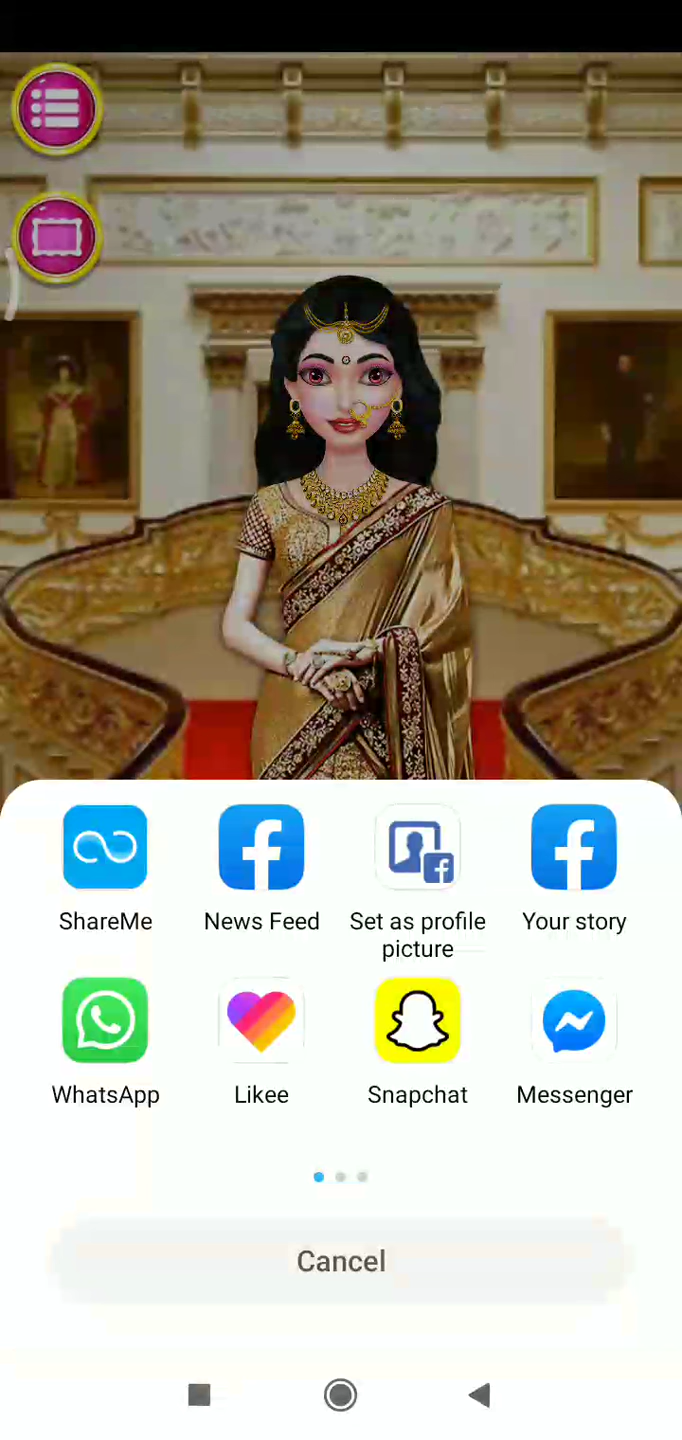 ShareMe
News Feed
Set as profile
picture
Your story
WhatsApp
Likee
Snapchat
Messenger
Cancel